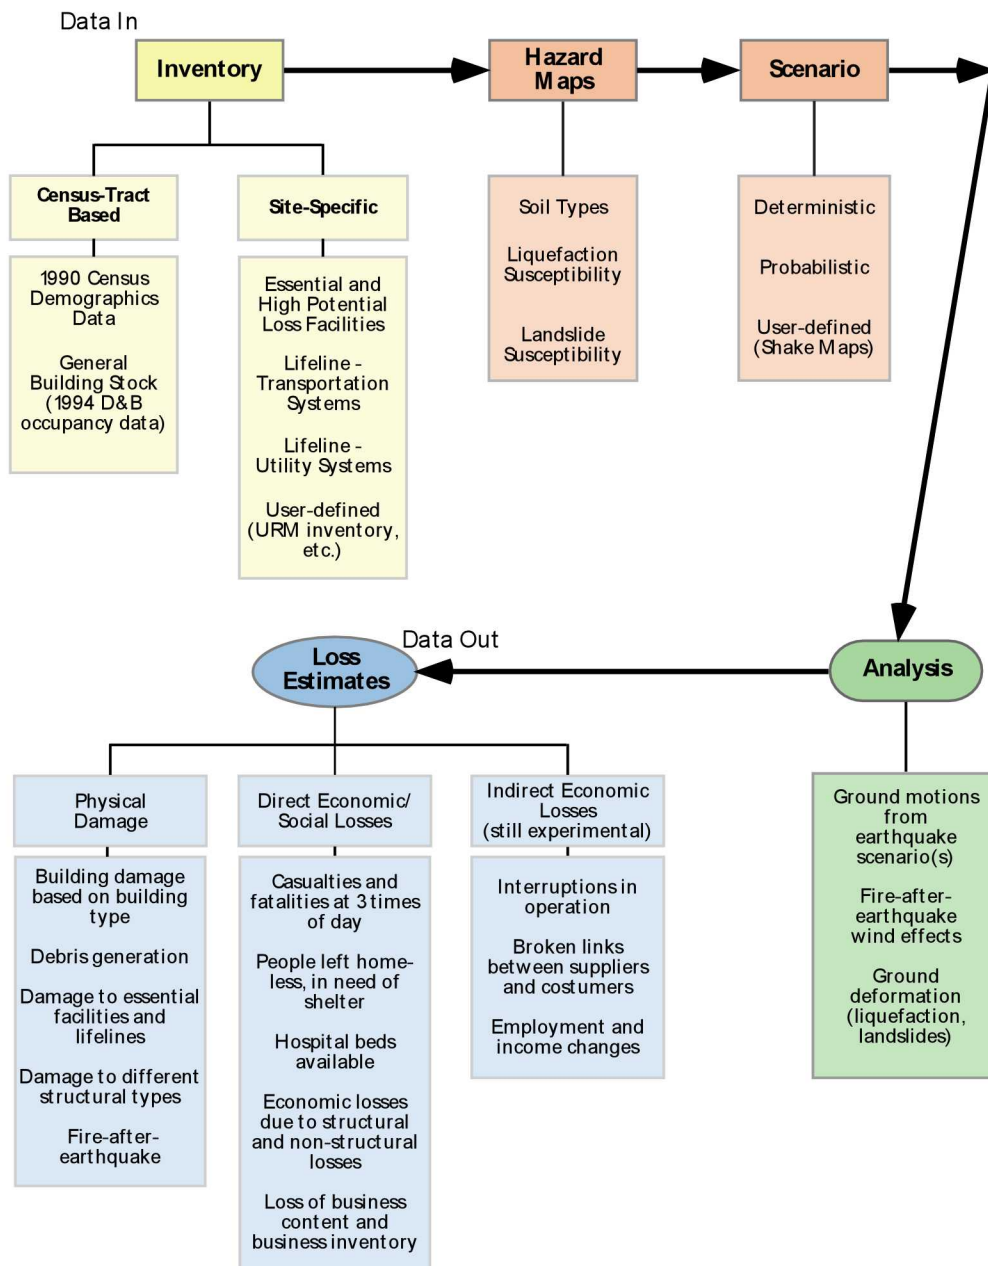 Data In
Inventory
Hazard
Maps
Scenario
Census-Tract
Based
1990 Census
Demographics
Data
General
Building Stock
(1994 D&B
occupancy data)
Site-Specific
Essential and
High Potential
Loss Facilities
Lifeline -
Transportation
Systems
Lifeline -
Utility Systems
User-defined
(URM inventory,
etc.)
Soil Types
Liquefaction
Susceptibility
Landslide
Susceptibility
Deterministic
Probabilistic
User-defined
(Shake Maps)
Data Out
Loss
Estimates
Analysis
Physical
Damage
Building damage
based on building
type
Debris generation
Damage to essential
facilities and
lifelines
Damage to different
structural types
Fire-after-
earthquake
Direct Economic/
Social Losses
Casualties and
fatalities at 3 times
of day
People left home-
less, in need of
shelter
Hospital beds
available
Economic losses
due to structural
and non-structural
losses
Loss of business
content and
business inventory
Indirect Economic
Losses
(still experimental)
Interruptions in
operation
Broken links
between suppliers
and costumers
Employment and
income changes
Ground motions
from
earthquake
scenario(s)
Fire-after-
earthquake
wind effects
Ground
deformation
(liquefaction,
landslides)